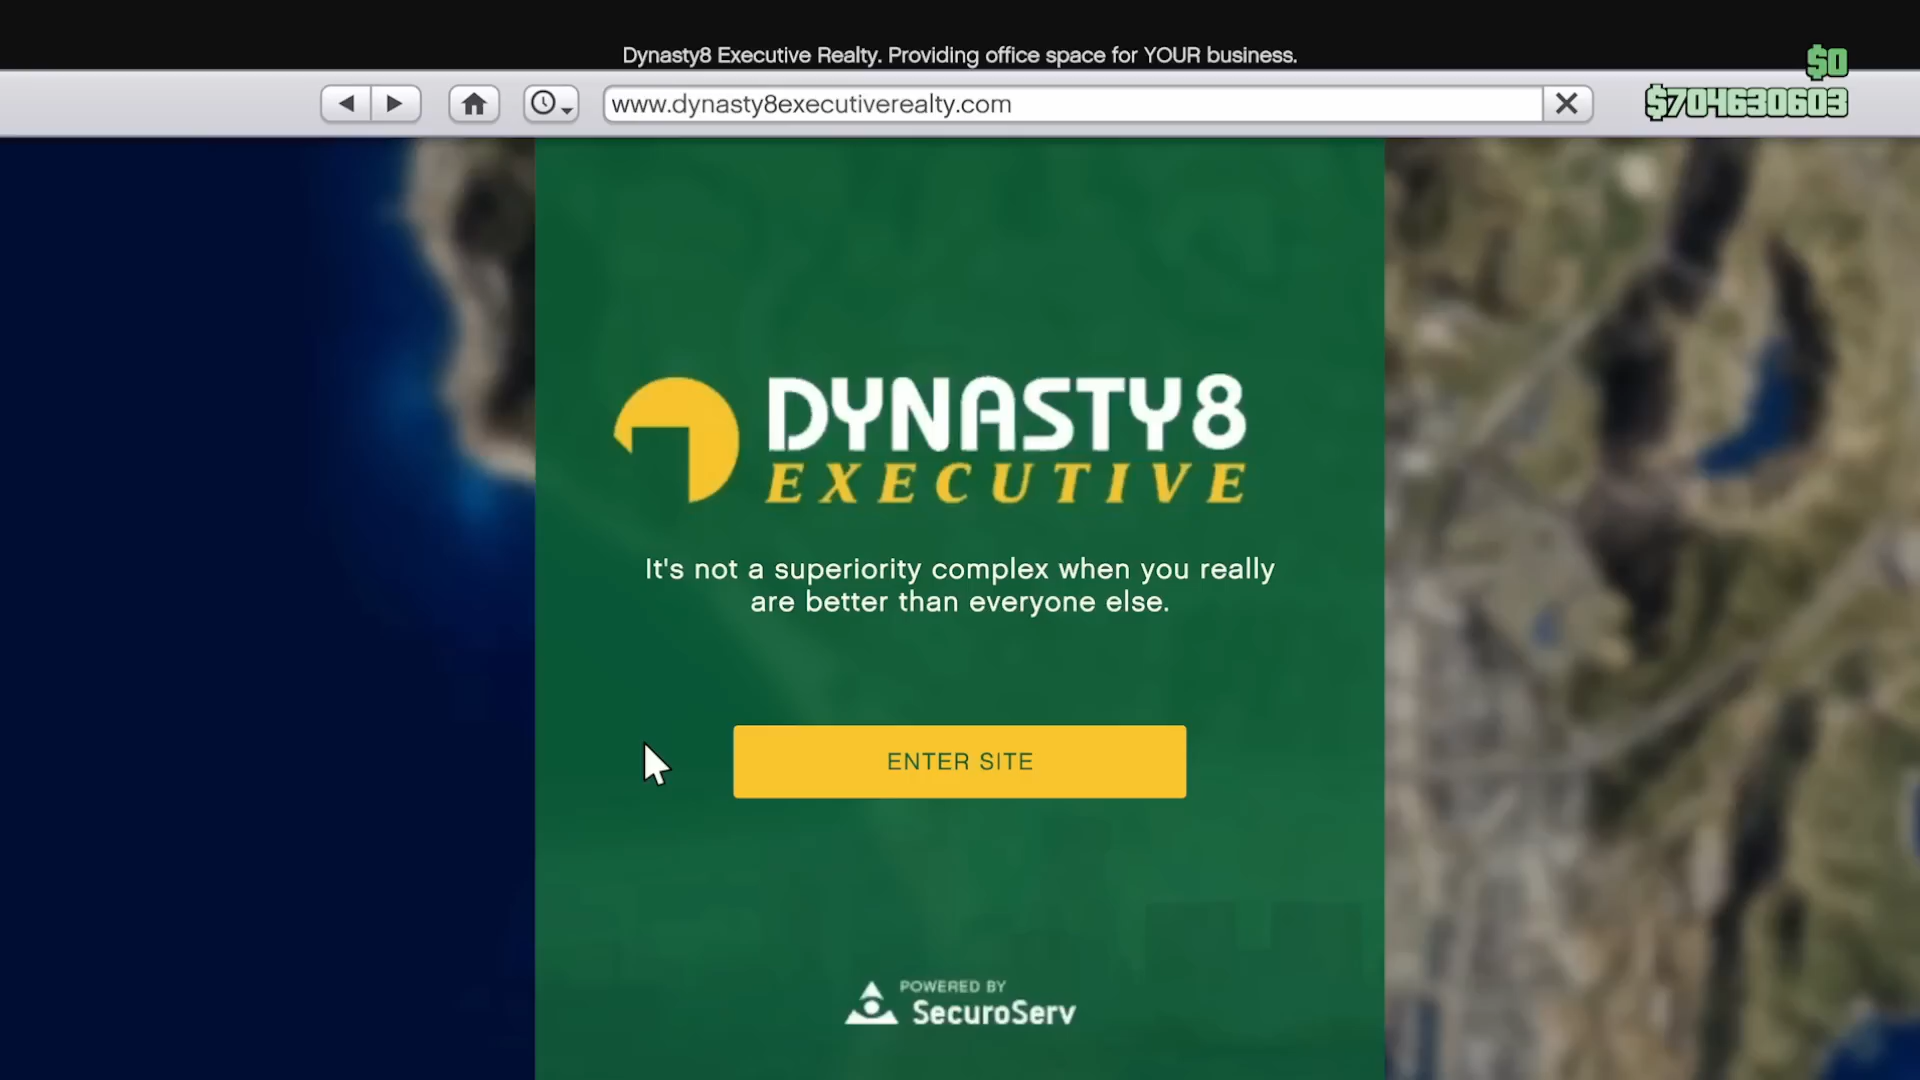 Dynasty8 Executive Realty. Providing office space for YOUR business.
$0
www.dynasty8executiverealty.com
$704630603
DYNASTY8
EXECUTIVE
It's not a superiority complex when you really
are better than everyone else.
ENTER SITE
POWERED BY
SecuroServ